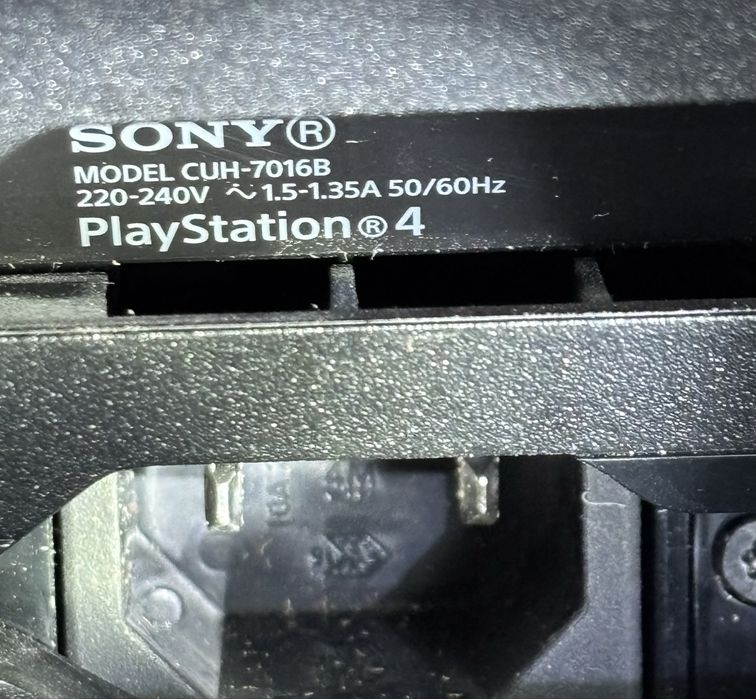 SONY®
MODEL CUH-7016B
220-240V ～ 1.5-1.35A 50/60Hz
PlayStation®4